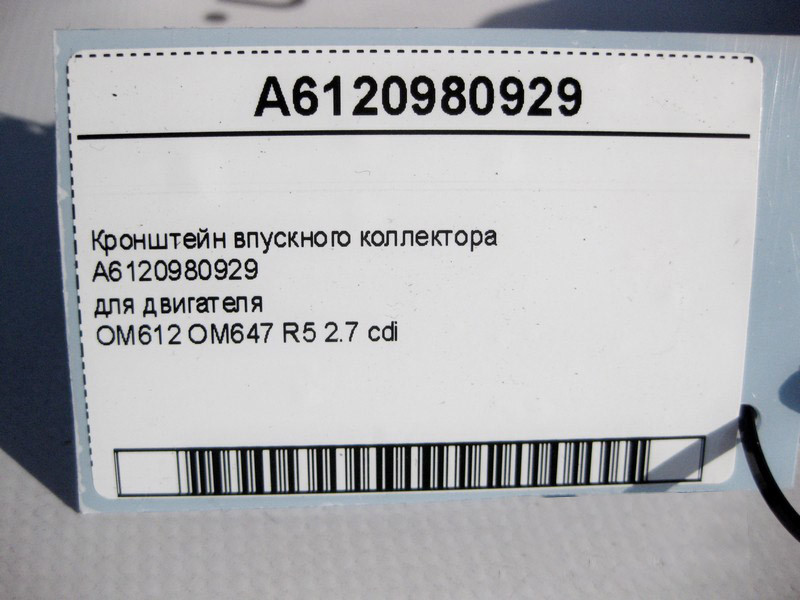 A6120980929
Кронштейн впускного коллектора
A6120980929
для двигателя
OM612 OM647 R5 2.7 cdi